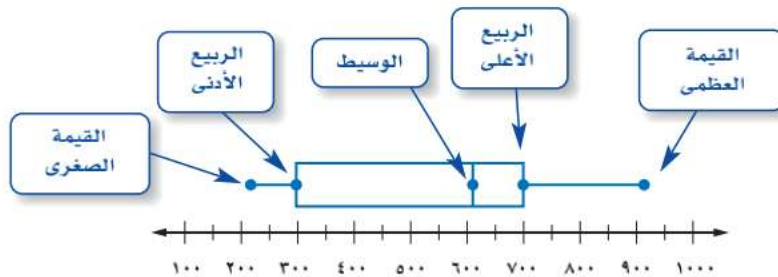 القيمة
العظمى
الربيع
الأعلى
الوسيط
الربيع
الأدنى
القيمة
الصغرى
١٠٠ ٢٠٠ ٣٠٠ ٤٠٠ ٥٠٠ ٦٠٠ ٧٠٠ ٨٠٠ ٩٠٠ ١٠٠٠